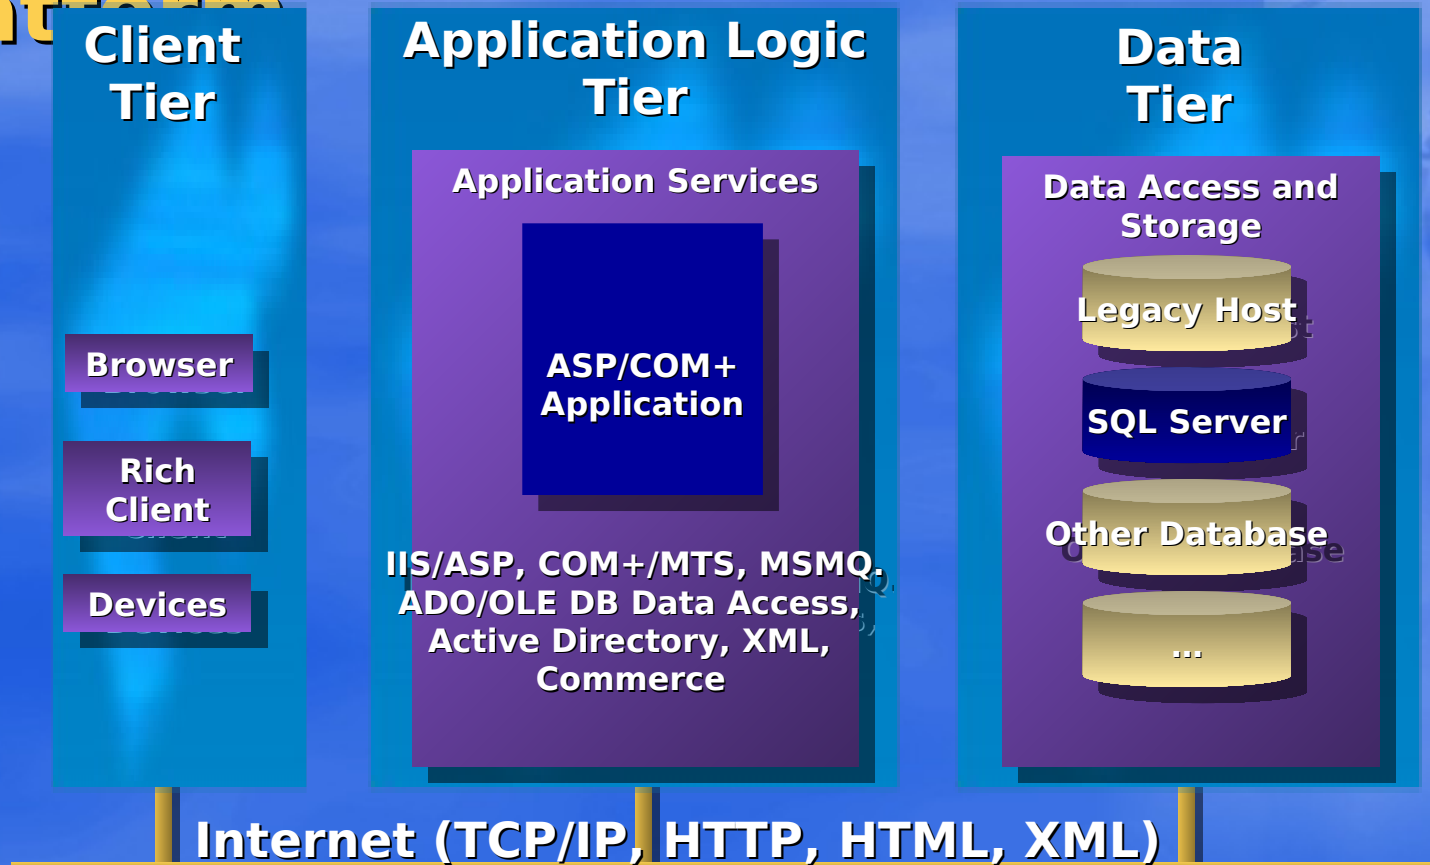 Client
Tier
Browser
Rich
Client
Devices
Application Logic
Tier
Application Services
ASP/COM+
Application
IIS/ASP, COM+/MTS, MSMQ.
ADO/OLE DB Data Access,
Active Directory, XML,
Commerce
Data
Tier
Data Access and
Storage
Legacy Host
SQL Server
Other Database
...
Internet (TCP/IP, HTTP, HTML, XML)